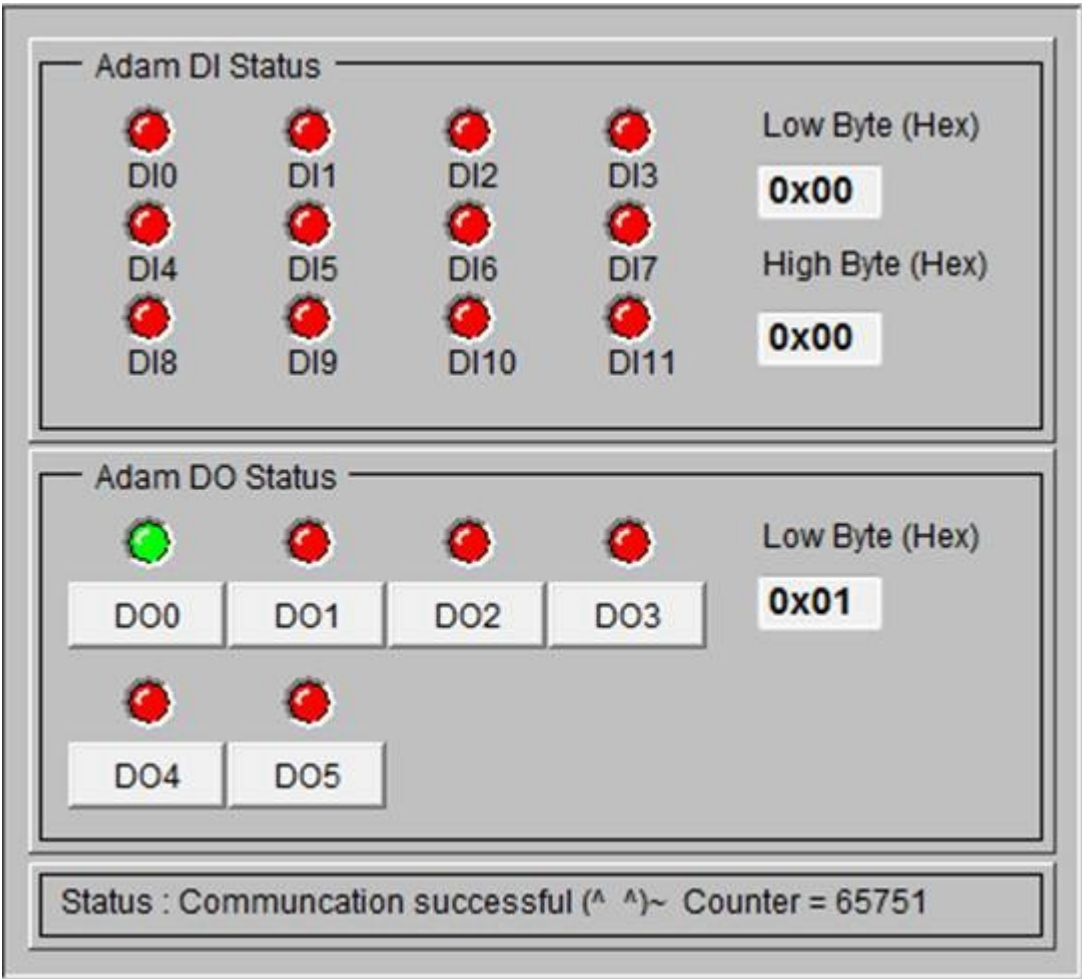 Adam DI Status
DI0 DI1 DI2 DI3
Low Byte (Hex)
0x00
DI4 DI5 DI6 DI7
High Byte (Hex)
0x00
DI8 DI9 DI10 DI11
Adam DO Status
Low Byte (Hex)
0x01
DO0 DO1 DO2 DO3
DO4 DO5
Status : Communcation successful (^ ^)~ Counter = 65751